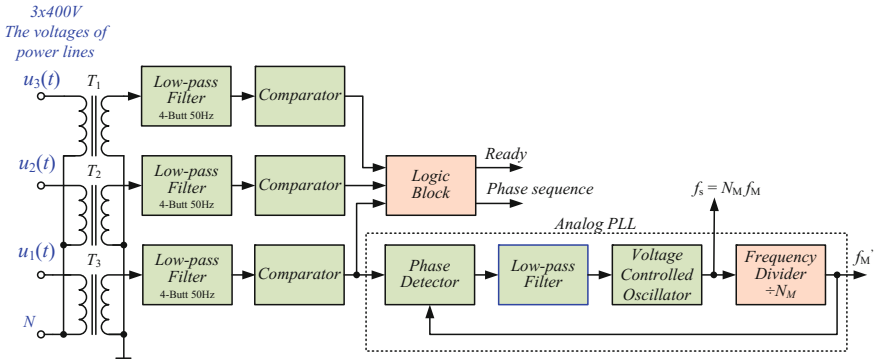 3x400V
The voltages of
power lines
u3(t)
T1
Low-pass
Filter
4-Butt 50Hz
Comparator
u2(t)
T2
Low-pass
Filter
4-Butt 50Hz
Comparator
Logic
Block
Ready
Phase sequence
fs = NM fM
Analog PLL
u1(t)
T3
Low-pass
Filter
4-Butt 50Hz
Comparator
Phase
Detector
Low-pass
Filter
Voltage
Controlled
Oscillator
Frequency
Divider
÷NM
fM`
N